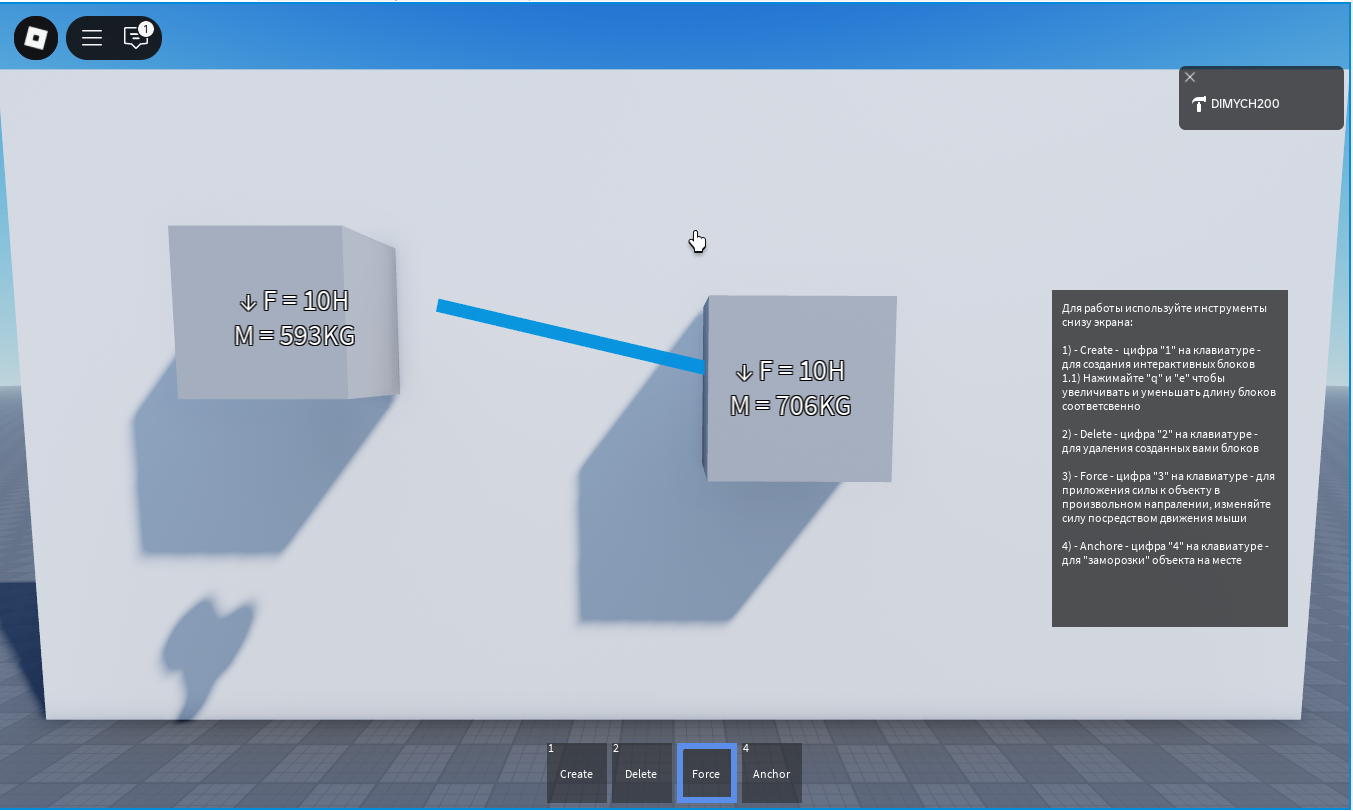 1
DIMYCH200
↓ F = 10H
M = 593KG
↓ F = 10H
M = 706KG
Для работы используйте инструменты
снизу экрана:
1) - Create - цифра "1" на клавиатуре -
для создания интерактивных блоков
1.1) Нажимайте "q" и "e" чтобы
увеличивать и уменьшать длину блоков
соответсвенно
2) - Delete - цифра "2" на клавиатуре -
для удаления созданных вами блоков
3) - Force - цифра "3" на клавиатуре - для
приложения силы к объекту в
произвольном напралении, изменяйте
силу посредством движения мыши
4) - Anchore - цифра "4" на клавиатуре -
для "заморозки" объекта на месте
1
Create
2
Delete
Force
4
Anchor